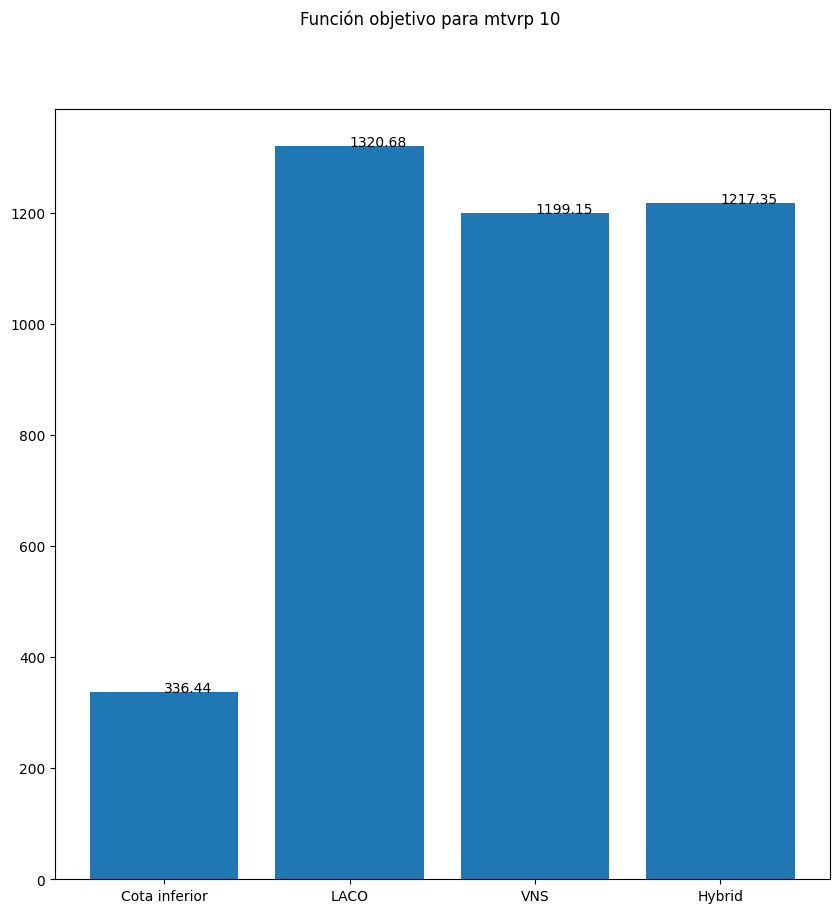 Función objetivo para mtvrp 10
1320.68
1199.15
1217.35
336.44
1200
1000
800
600
400
200
0
Cota inferior
LACO
VNS
Hybrid